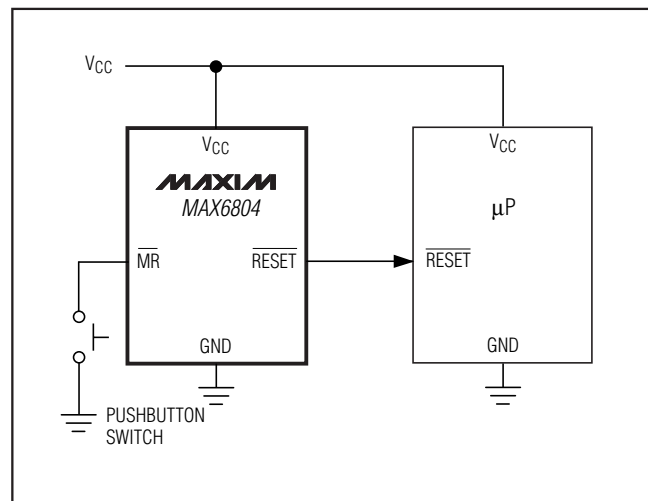 VCC
VCC
MAXIM
MAX6804
MR
RESET
GND
PUSHBUTTON
SWITCH
VCC
μP
RESET
GND